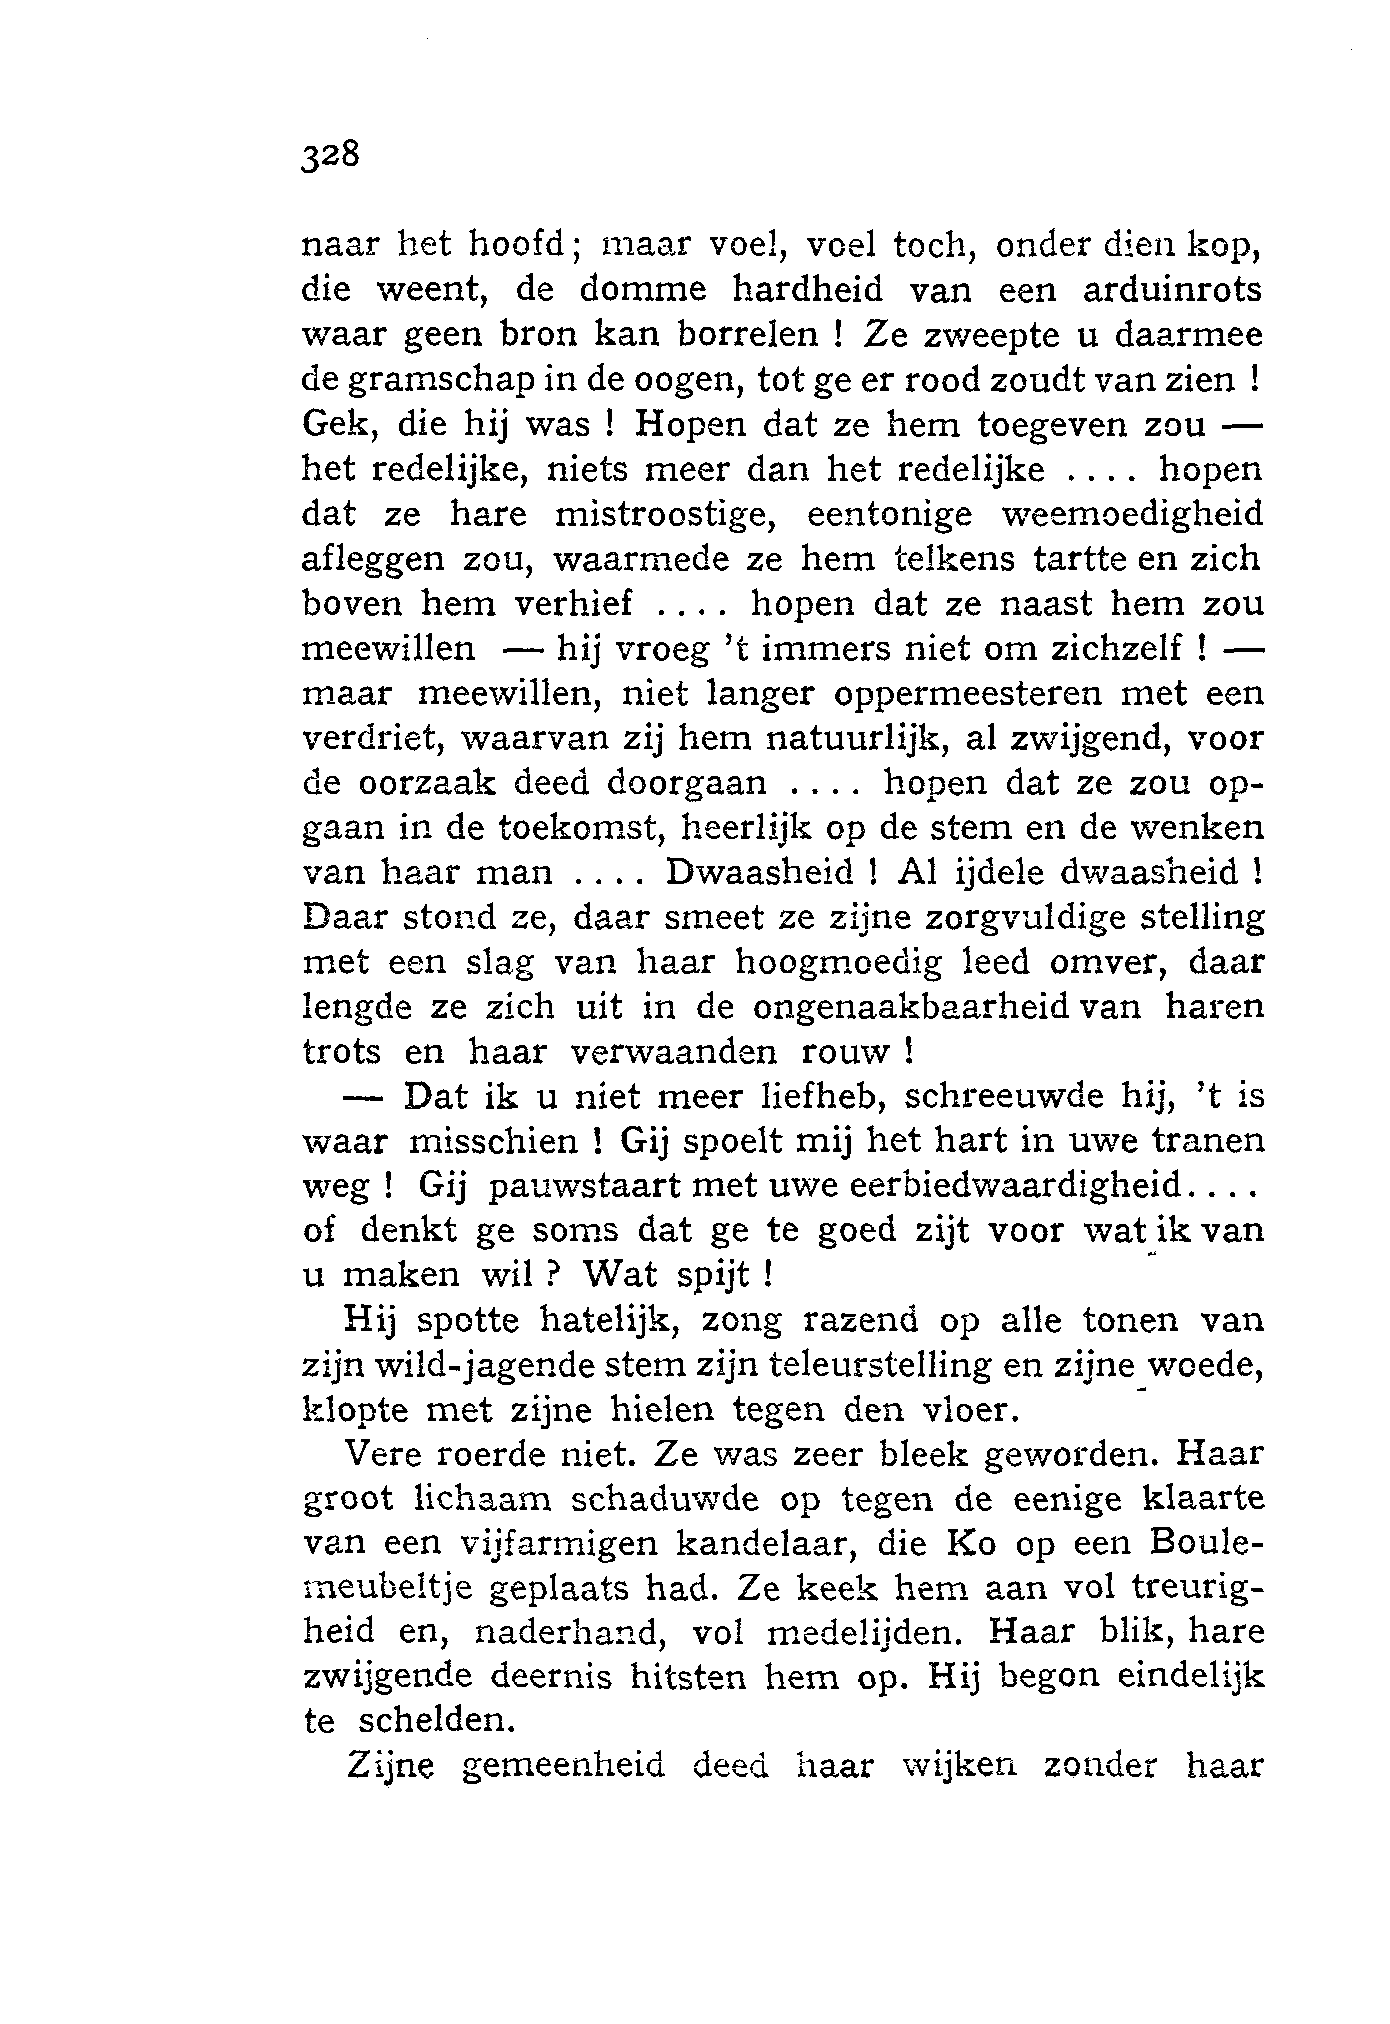 328
naar het hoofd; maar voel, voel toch, onder dien kop,
die weent, de domme hardheid van een arduinrots
waar geen bron kan borrelen ! Ze zweepte u daarmee
de gramschap in de oogen, tot ge er rood zoudt van zien !
Gek, die hij was ! Hopen dat ze hem toegeven zou —
het redelijke, niets meer dan het redelijke .... hopen
dat ze hare mistroostige, eentonige weemoedigheid
afleggen zou, waarmede ze hem telkens tartte en zich
boven hem verhief .... hopen dat ze naast hem zou
meewillen — hij vroeg 't immers niet om zichzelf ! —
maar meewillen, niet langer oppermeesteren met een
verdriet, waarvan zij hem natuurlijk, al zwijgend, voor
de oorzaak deed doorgaan .... hopen dat ze zou op-
gaan in de toekomst, heerlijk op de stem en de wenken
van haar man .... Dwaasheid ! Al ijdele dwaasheid !
Daar stond ze, daar smeet ze zijne zorgvuldige stelling
met een slag van haar hoogmoedig leed omver, daar
lengde ze zich uit in de ongenaakbaarheid van haren
trots en haar verwaanden rouw !
— Dat ik u niet meer liefheb, schreeuwde hij, 't is
waar misschien ! Gij spoelt mij het hart in uwe tranen
weg ! Gij pauwstaart met uwe eerbiedwaardigheid....
of denkt ge soms dat ge te goed zijt voor wat ik van
u maken wil ? Wat spijt !
Hij spotte hatelijk, zong razend op alle tonen van
zijn wild-jagende stem zijn teleurstelling en zijne woede,
klopte met zijne hielen tegen den vloer.
Vere roerde niet. Ze was zeer bleek geworden. Haar
groot lichaam schaduwde op tegen de eenige klaarte
van een vijfarmigen kandelaar, die Ko op een Boule-
meubeltje geplaats had. Ze keek hem aan vol treurig-
heid en, naderhand, vol medelijden. Haar blik, hare
zwijgende deernis hitsten hem op. Hij begon eindelijk
te schelden.
Zijne gemeenheid deed haar wijken zonder haar